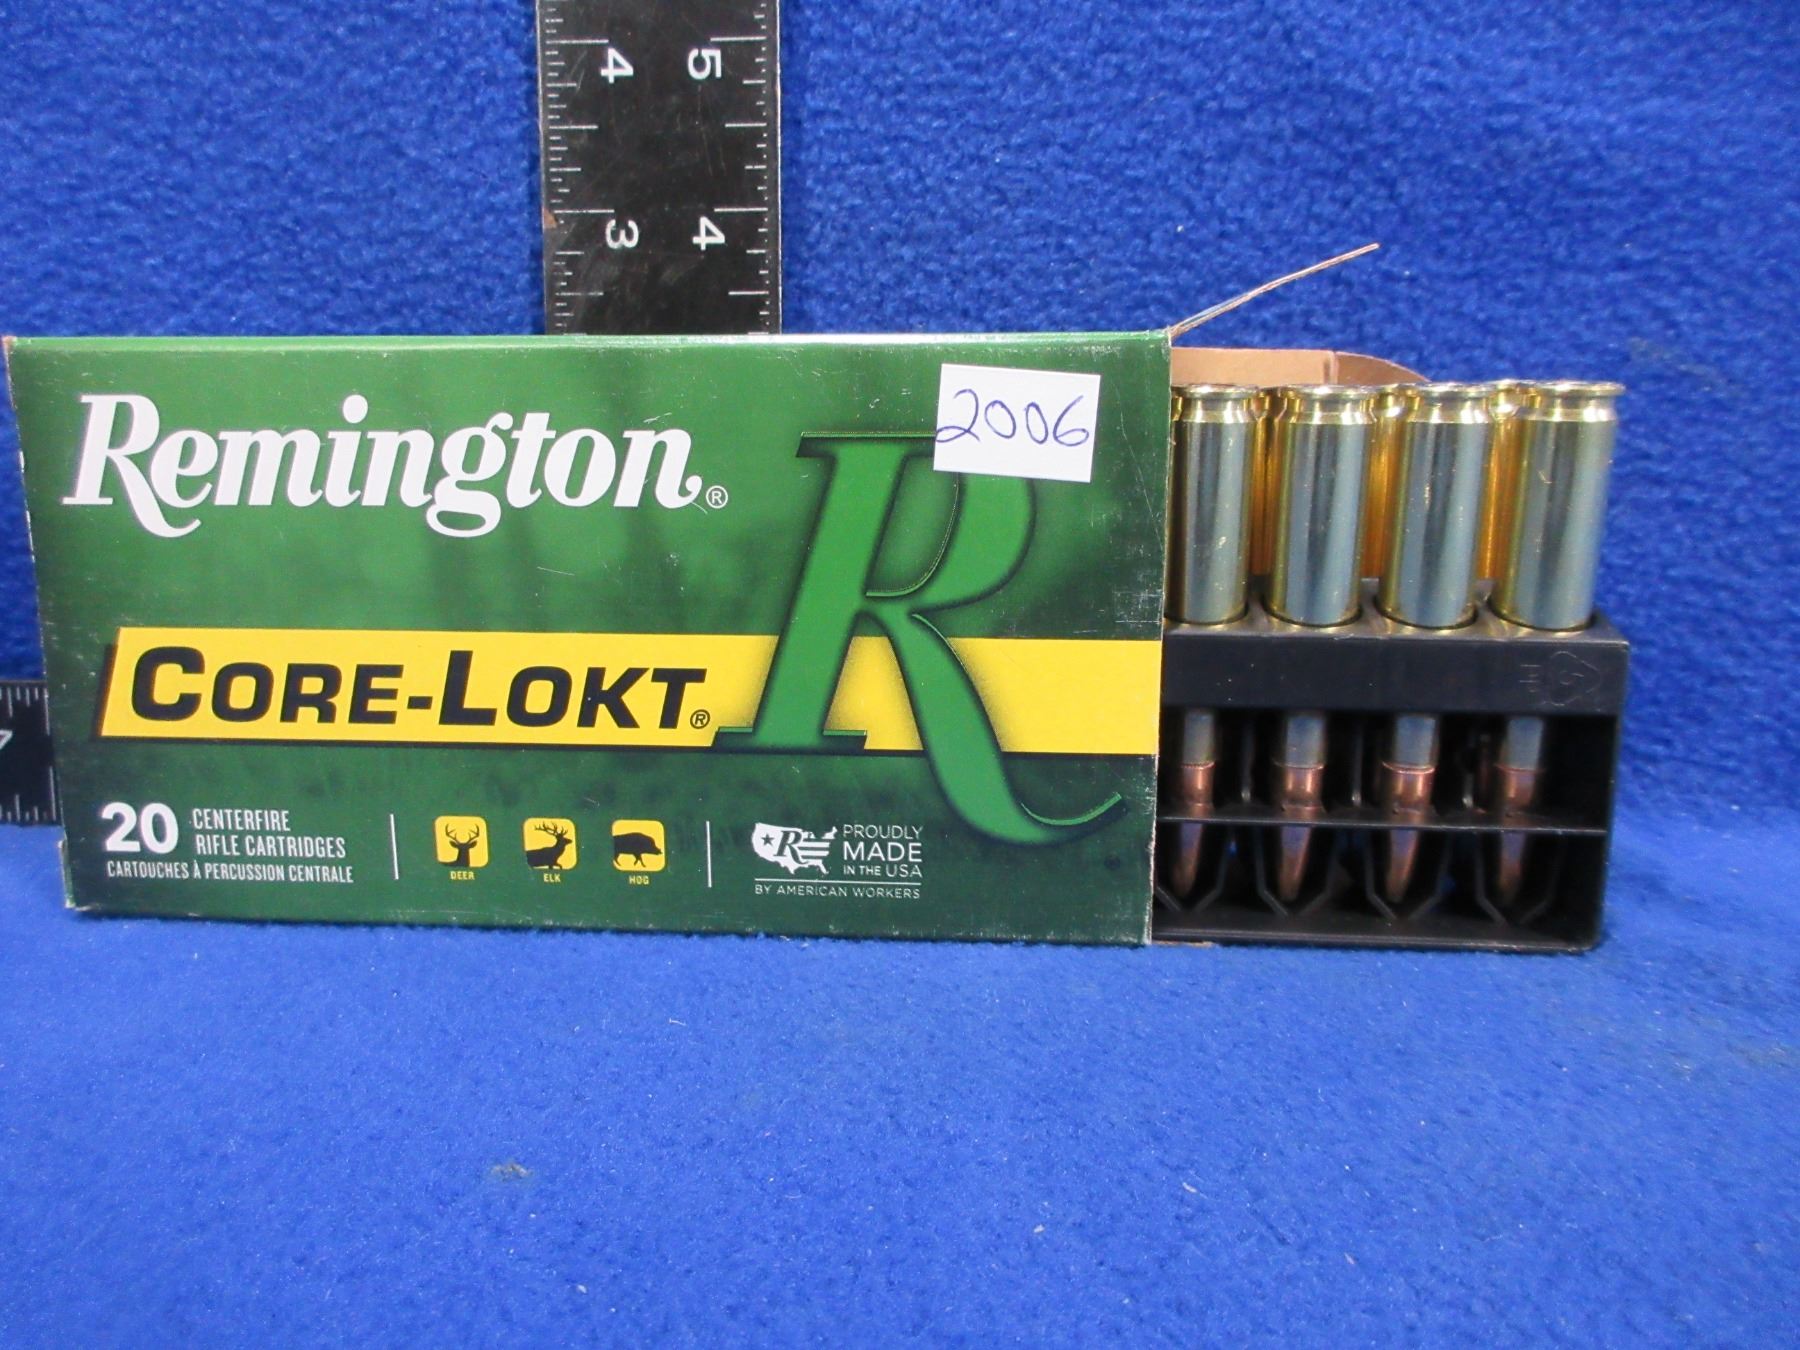 4 5
3 4
2006
Remington®
CORE-LOKT®
20 CENTERFIRE
RIFLE CARTRIDGES
CARTOUCHES À PERCUSSION CENTRALE
DEER ELK HOG
R
PROUDLY
MADE
IN THE USA
BY AMERICAN WORKERS
R
6